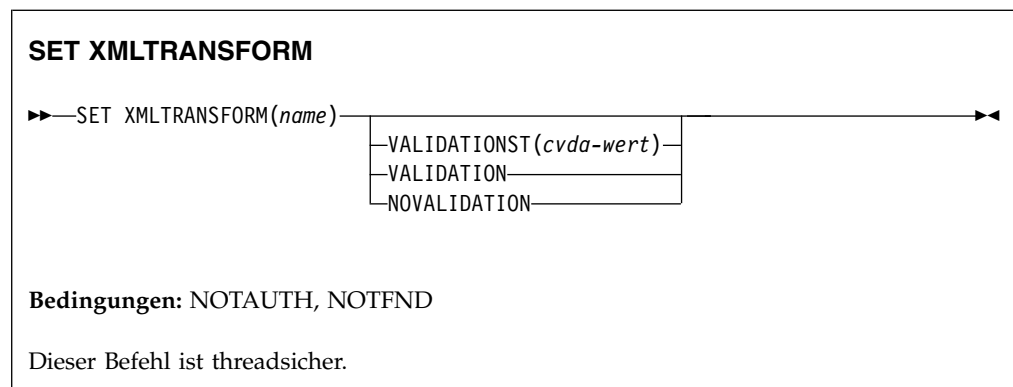 SET XMLTRANSFORM
SET XMLTRANSFORM(name)
VALIDATIONST(cvda-wert)
VALIDATION
NOVALIDATION
Bedingungen: NOTAUTH, NOTFND
Dieser Befehl ist threadsicher.